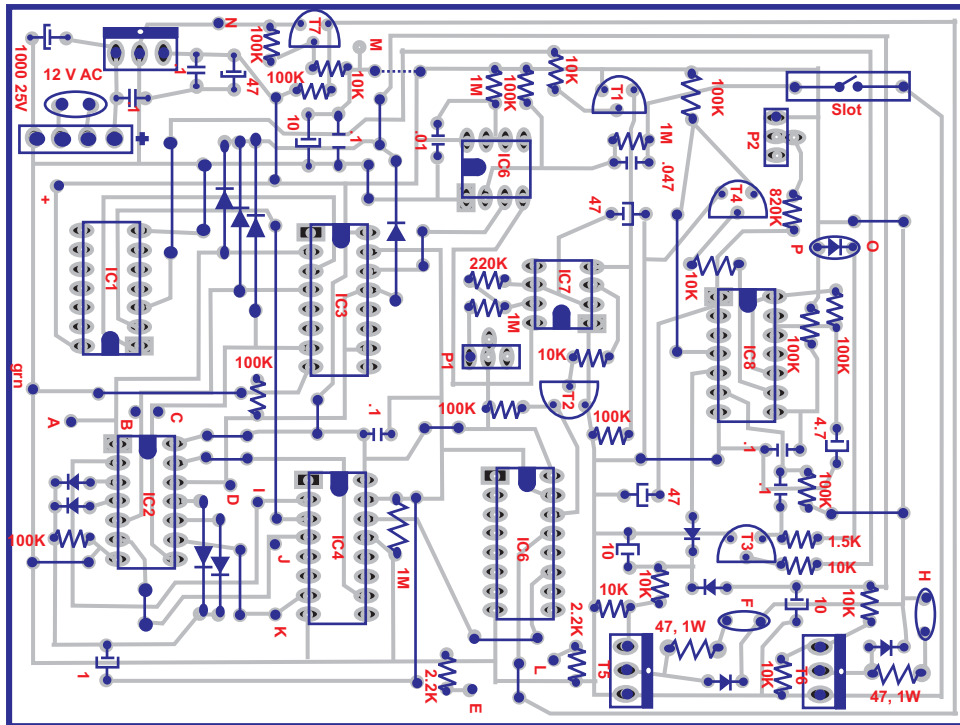 N
T7
M
100K
100K
10K
1000 25V
12 V AC
.1
.1
47
+
10
.1
.01
1M
100K
10K
T1
100K
Slot
1M
.047
P2
IC6
T4
820K
+
47
P
O
IC1
IC3
220K
IC7
10K
1M
P1
IC8
100K
100K
grn
100K
10K
T2
A
B
C
.1
100K
100K
.1
4.7
IC2
D
I
47
.1
100K
100K
J
IC4
1M
IC6
10
T3
1.5K
10K
10K
10K
F
10
10K
H
K
2.2K
47, 1W
L
T5
10K
T6
1
2.2K
E
47, 1W